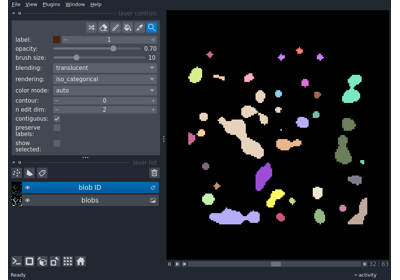 File View Plugins Window Help
layer controls
label: 1
opacity: 0.70
brush size: 10
blending: translucent
rendering: iso_categorical
color mode: auto
contour: 0
n edit dim: 2
contiguous:
preserve
labels:
show
selected:
layer list
blob ID
blobs
32 63
Ready
activity